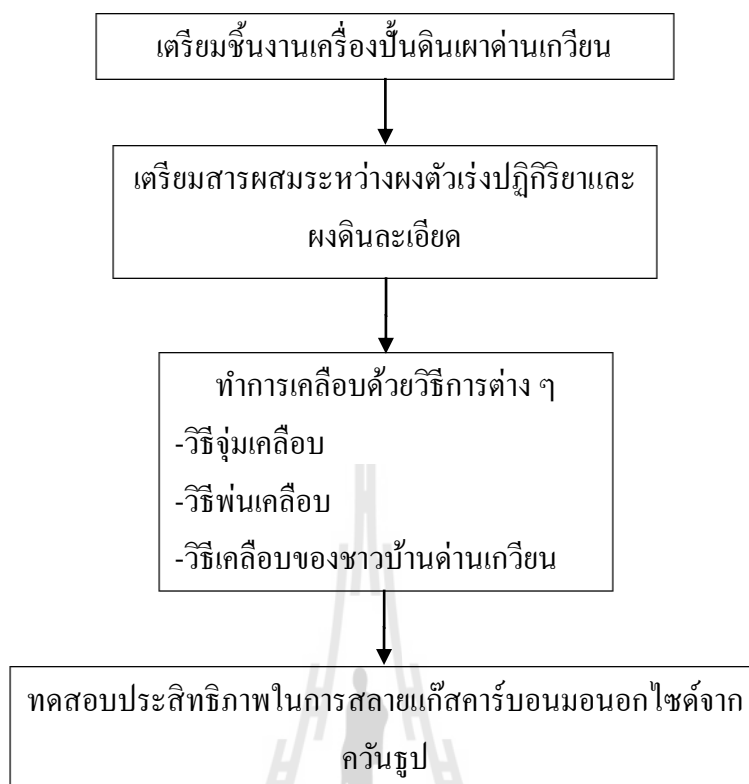 เตรียมชิ้นงานเครื่องปั้นดินเผาด่านเกวียน
เตรียมสารผสมระหว่างผงตัวเร่งปฏิกิริยาและ
ผงดินละเอียด
ทำการเคลือบด้วยวิธีการต่าง ๆ
-วิธีจุ่มเคลือบ
-วิธีพ่นเคลือบ
-วิธีเคลือบของชาวบ้านด่านเกวียน
ทดสอบประสิทธิภาพในการสลายแก๊สคาร์บอนมอนอกไซด์จาก
ควันธูป